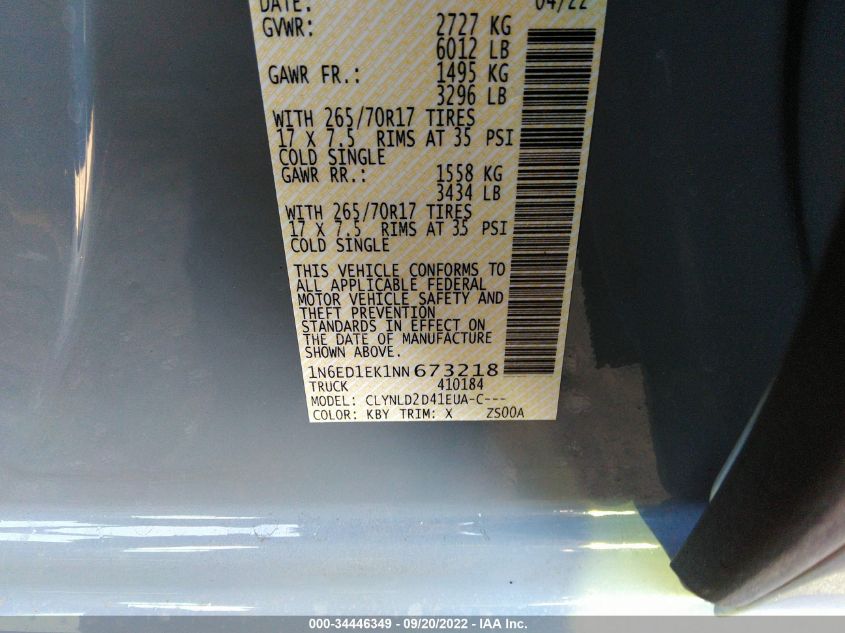 DATE: 04/22
GVWR: 2727 KG
6012 LB
GAWR FR.: 1495 KG
3296 LB
WITH 265/70R17 TIRES
17 X 7.5 RIMS AT 35 PSI
COLD SINGLE
GAWR RR.: 1558 KG
3434 LB
WITH 265/70R17 TIRES
17 X 7.5 RIMS AT 35 PSI
COLD SINGLE
THIS VEHICLE CONFORMS TO
ALL APPLICABLE FEDERAL
MOTOR VEHICLE SAFETY AND
THEFT PREVENTION
STANDARDS IN EFFECT ON
THE DATE OF MANUFACTURE
SHOWN ABOVE.
1N6ED1EK1NN673218
TRUCK 410184
MODEL: CLYNLD2D41EUA-C---
COLOR: KBY TRIM: X ZS00A
000-34446349 - 09/20/2022 - IAA Inc.